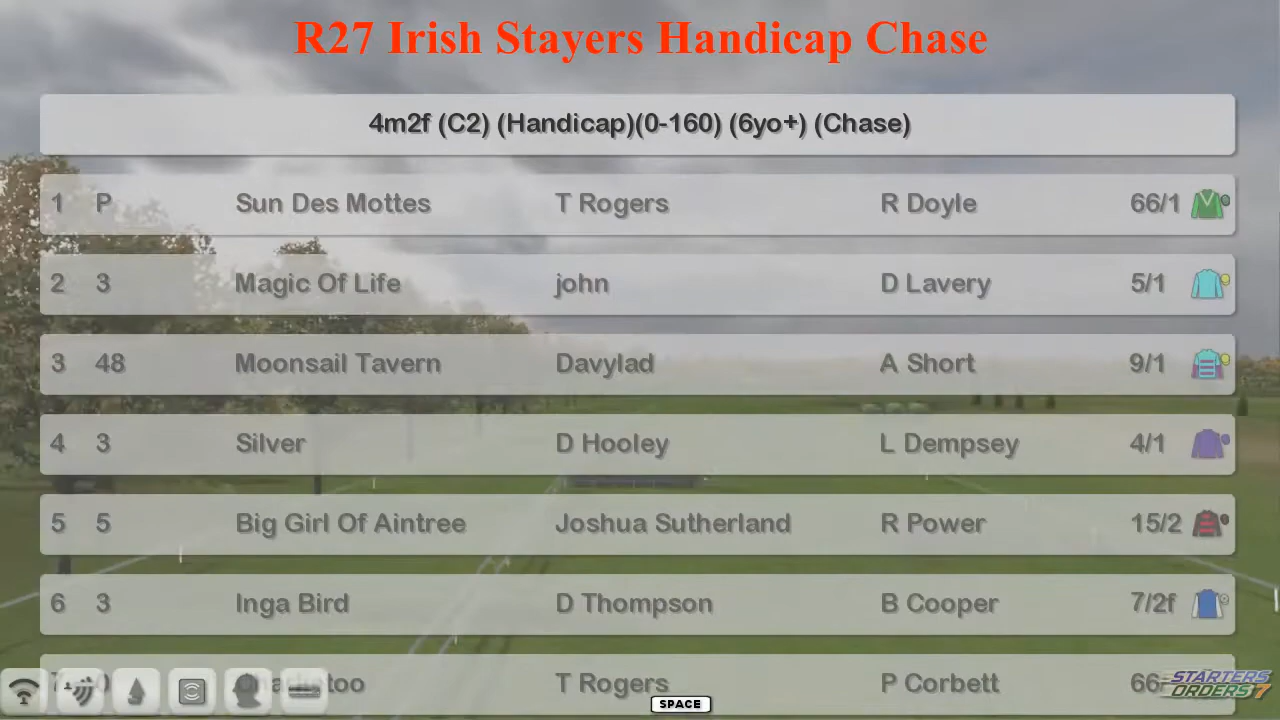 R27 Irish Stayers Handicap Chase
4m2f (C2) (Handicap)(0-160) (6yo+) (Chase)
1 P Sun Des Mottes T Rogers R Doyle 66/1
2 3 Magic Of Life john D Lavery 5/1
3 48 Moonsail Tavern Davylad A Short 9/1
4 3 Silver D Hooley L Dempsey 4/1
5 5 Big Girl Of Aintree Joshua Sutherland R Power 15/2
6 3 Inga Bird D Thompson B Cooper 7/2f
T Rogers P Corbett
STARTERS ORDERS 7
SPACE